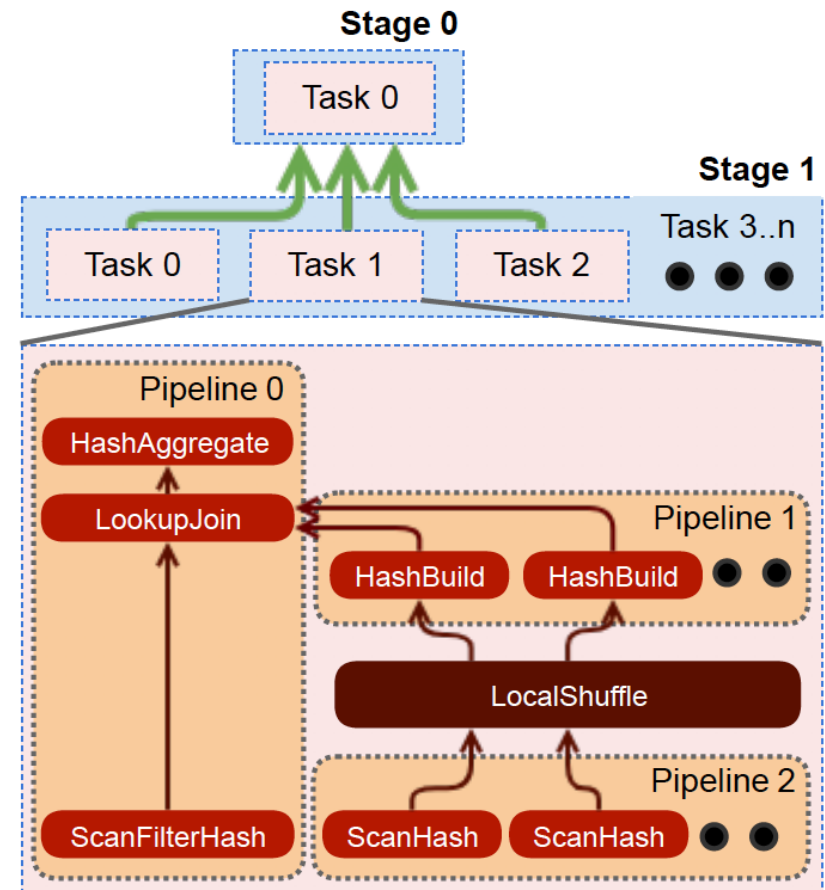 Stage 0
Task 0
Stage 1
Task 0
Task 1
Task 2
Task 3..n
Pipeline 0
HashAggregate
LookupJoin
Pipeline 1
HashBuild
HashBuild
LocalShuffle
Pipeline 2
ScanFilterHash
ScanHash
ScanHash